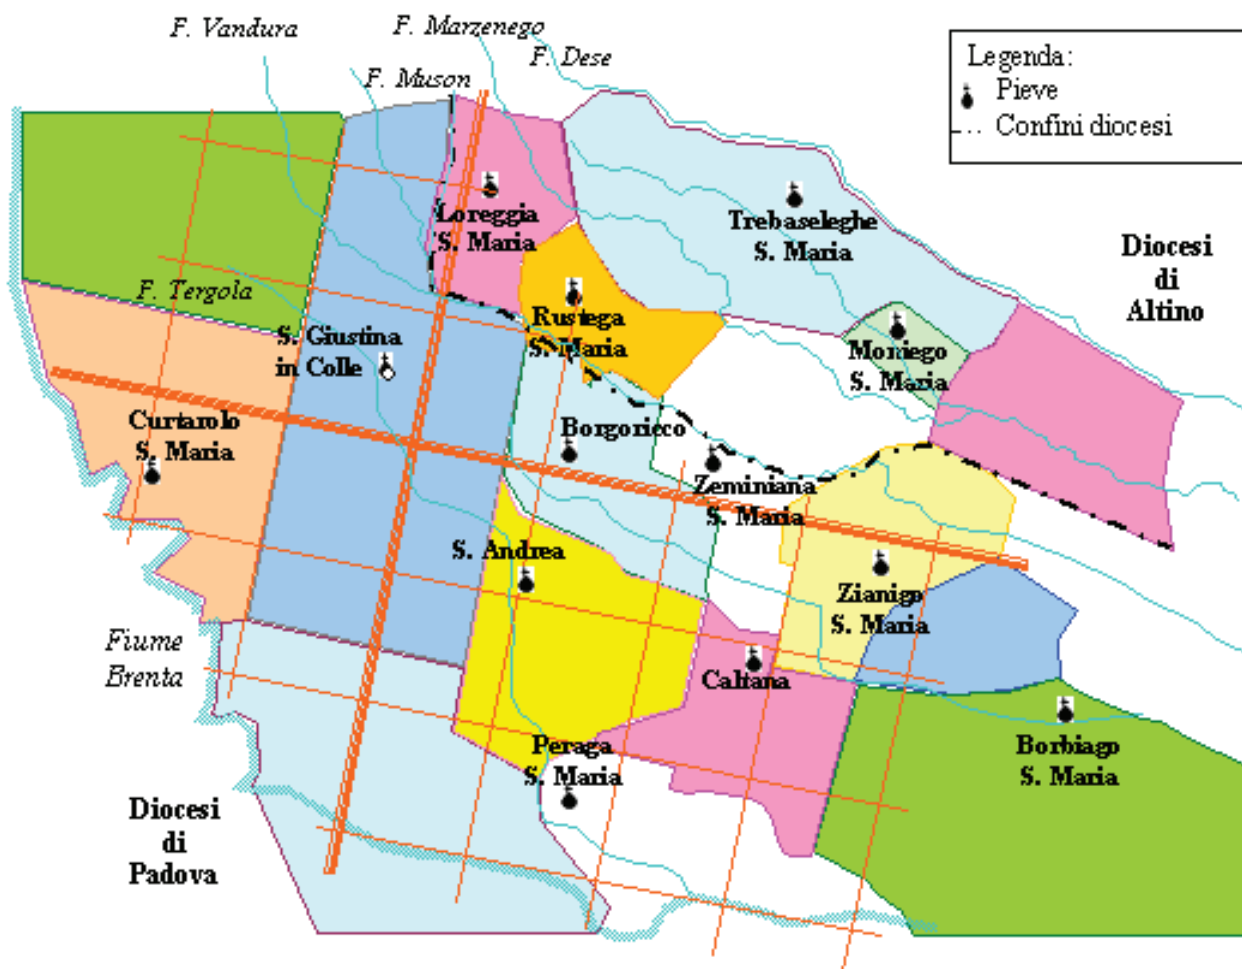 F. Vandura
F. Marzenego
F. Dese
F. Muson
Legenda:
Pieve
Confini diocesi
Loreggia
S. Maria
Trebaseleghe
S. Maria
Diocesi
di
Altino
F. Tergola
Rustega
S. Maria
S. Giustina
in Colle
Moniego
S. Maria
Curtarolo
S. Maria
Borgoricco
Zeminiana
S. Maria
S. Andrea
Zianigo
S. Maria
Fiume
Brenta
Caltana
Peraga
S. Maria
Borbiago
S. Maria
Diocesi
di
Padova